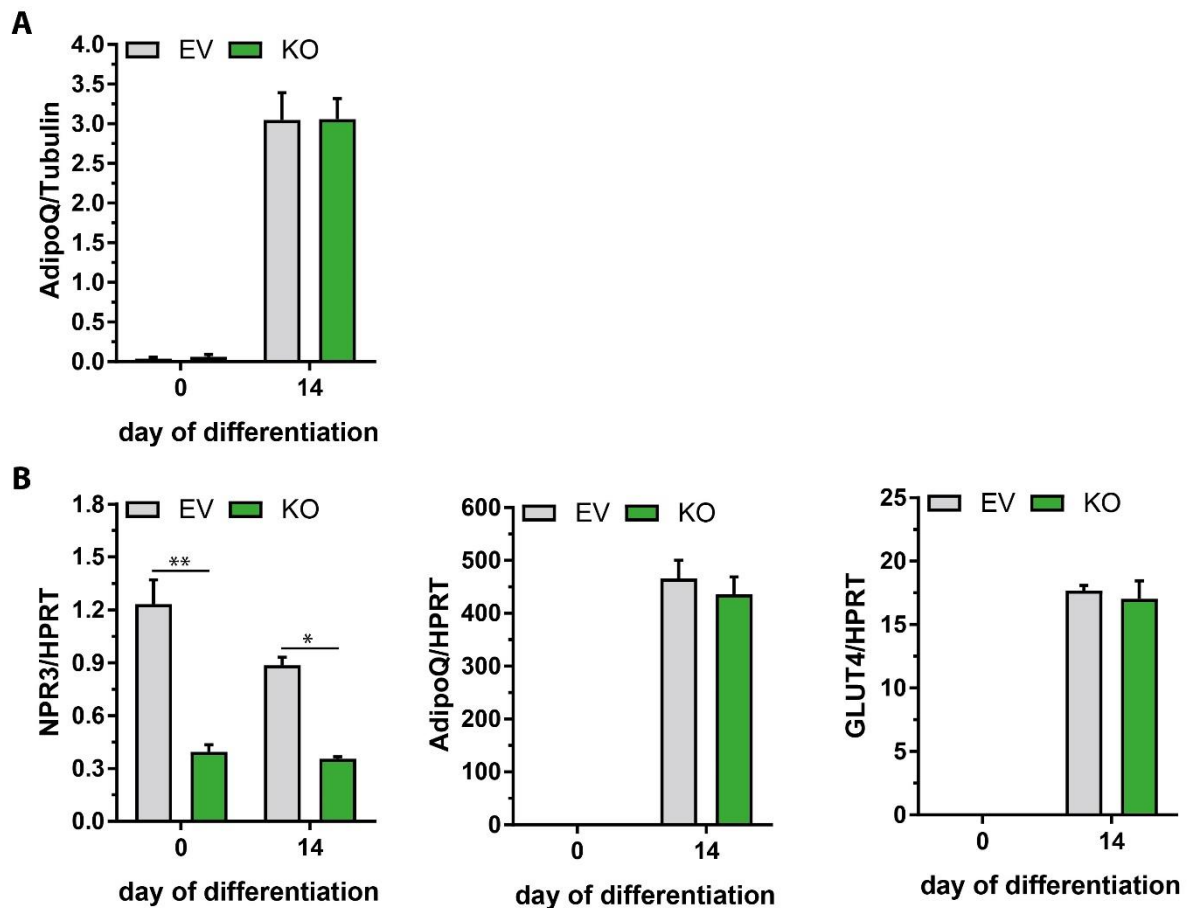 A
EV KO
4.0
3.5
3.0
2.5
2.0
1.5
1.0
0.5
0.0
AdipoQ/Tubulin
0 14
day of differentiation
B
EV KO
1.8
1.5
1.2
0.9
0.6
0.3
0.0
NPR3/HPRT
**
*
0 14
day of differentiation
EV KO
600
500
400
300
200
100
0
AdipoQ/HPRT
0 14
day of differentiation
EV KO
25
20
15
10
5
0
GLUT4/HPRT
0 14
day of differentiation